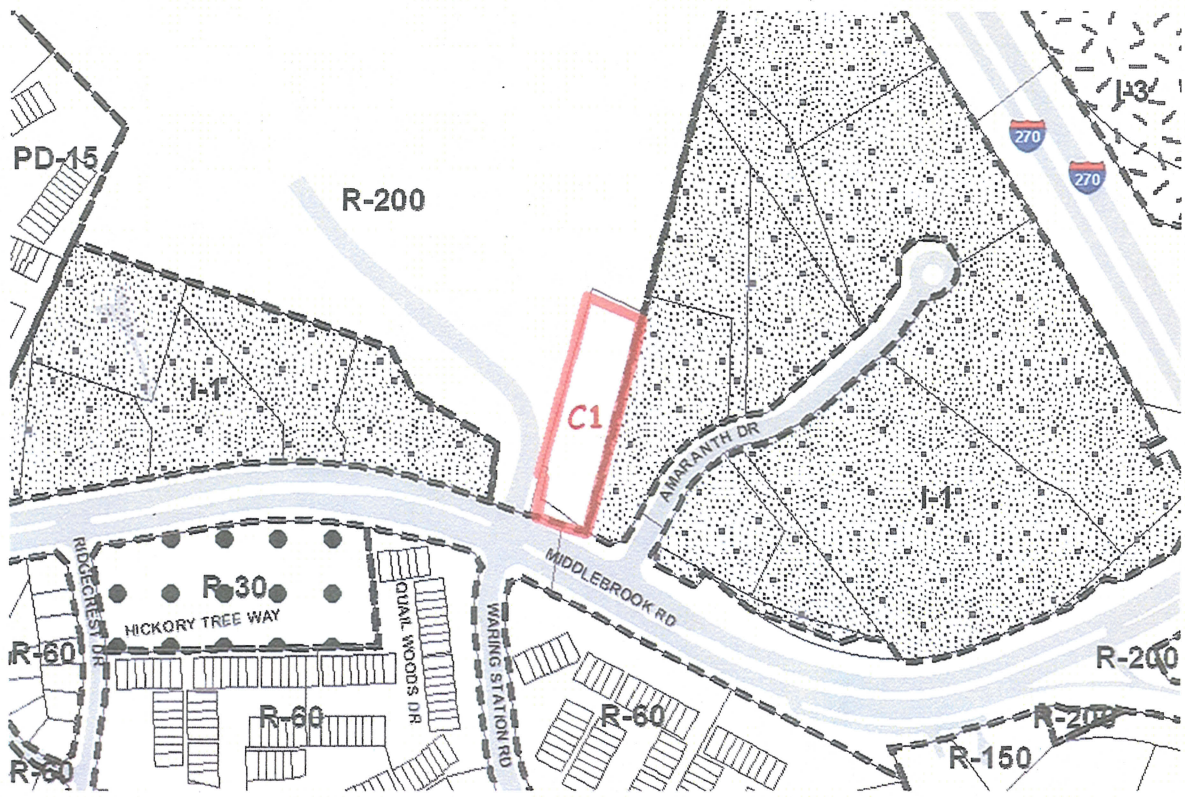 I-3
270
PD-15
270
R-200
I-1
C1
AMARANTH DR
I-1
MIDDLEBROOK RD
RIDGECREST DR
R-30
HICKORY TREE WAY
QUAIL WOODS DR
WARING STATION RD
R-60
R-200
R-60
R-60
R-200
R-150
R-60